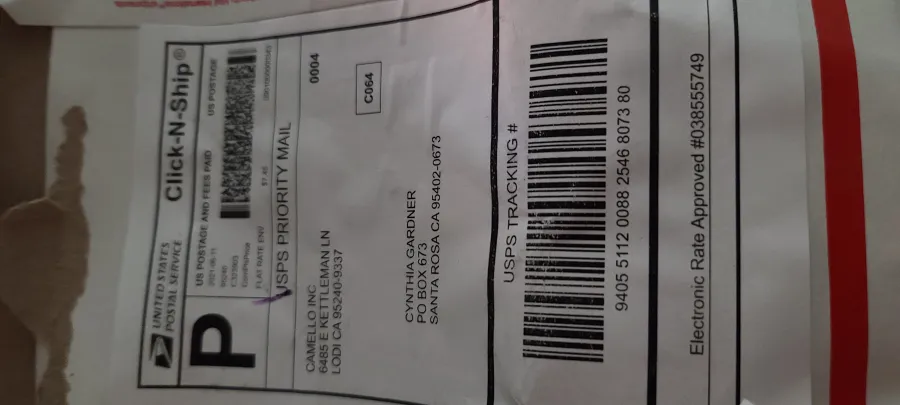 UNITED STATES
POSTAL SERVICE
Click-N-Ship®
P
US POSTAGE AND FEES PAID
US POSTAGE
FLAT RATE ENV
USPS PRIORITY MAIL
CAMELLO INC
6485 E KETTLEMAN LN
LODI CA 95240-9337
0004
C064
CYNTHIA GARDNER
PO BOX 673
SANTA ROSA CA 95402-0673
USPS TRACKING #
9405 5112 0088 2546 8073 80
Electronic Rate Approved #038555749